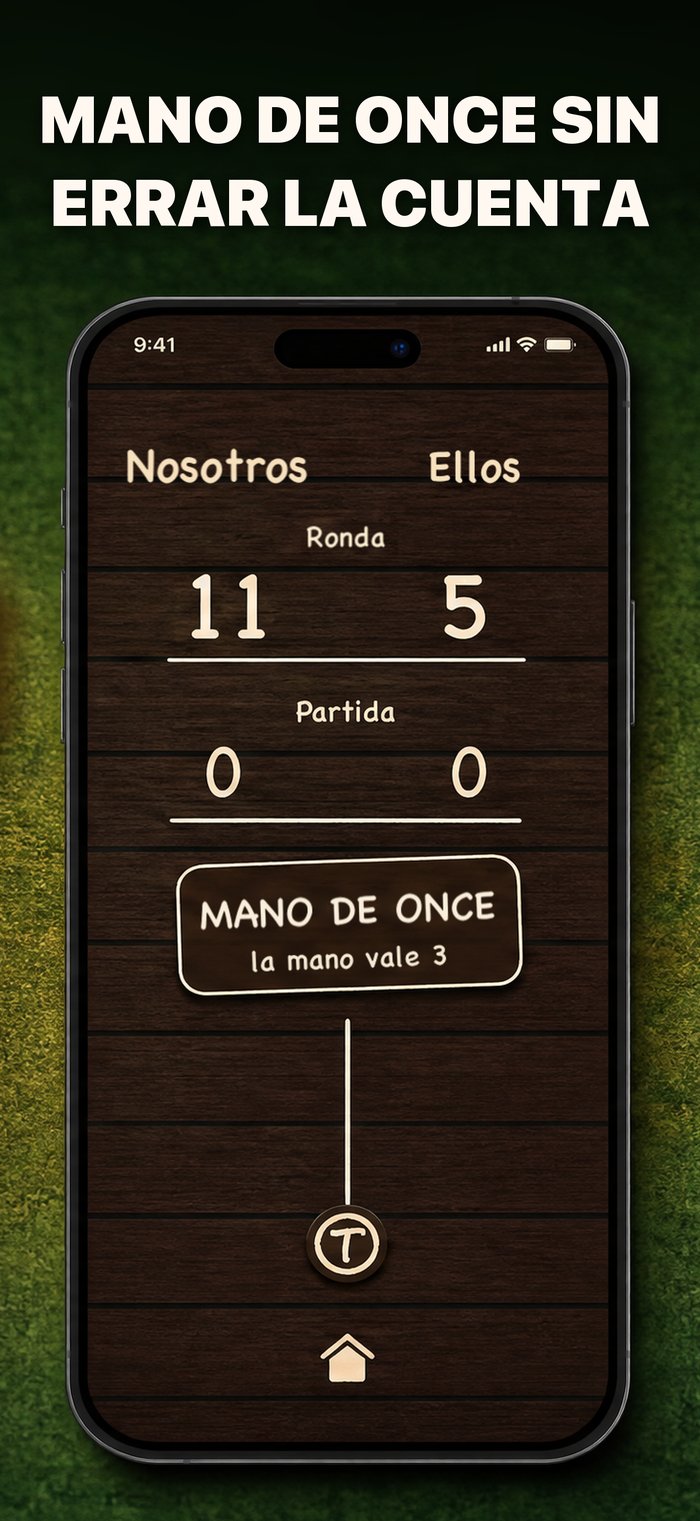 MANO DE ONCE SIN
ERRAR LA CUENTA
9:41
Nosotros Ellos
Ronda
11 5
Partida
0 0
MANO DE ONCE
la mano vale 3
T